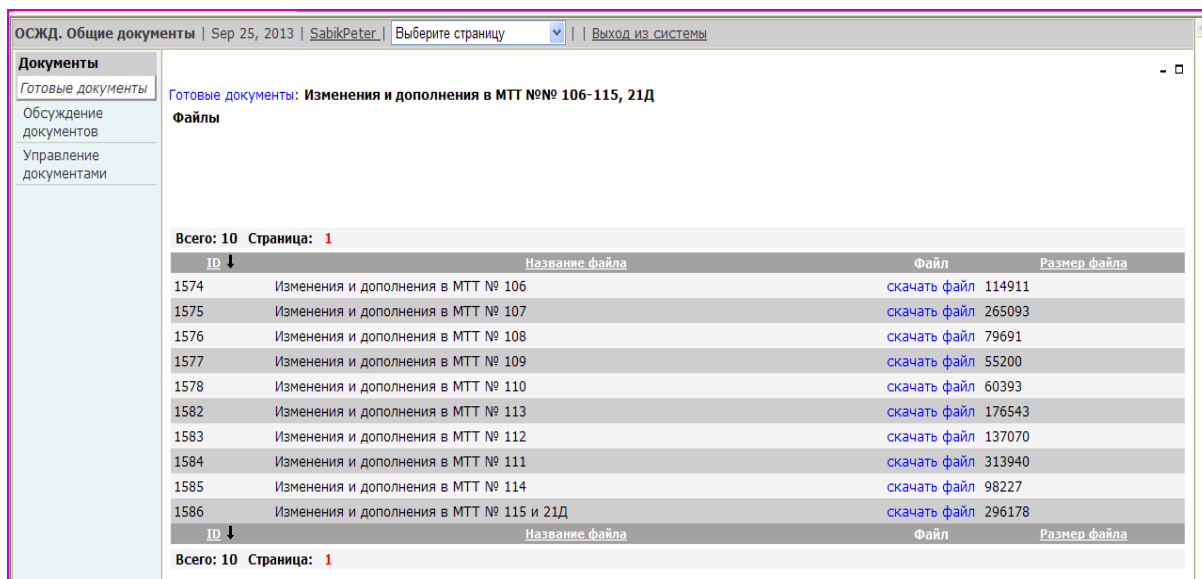 ОСЖД. Общие документы | Sep 25, 2013 | SabikPeter | Выберите страницу | | Выход из системы
Документы
Готовые документы
Обсуждение
документов
Управление
документами
Готовые документы: Изменения и дополнения в МТТ №№ 106-115, 21Д
Файлы
Всего: 10 Страница: 1
ID Название файла Файл Размер файла
1574 Изменения и дополнения в МТТ № 106 скачать файл 114911
1575 Изменения и дополнения в МТТ № 107 скачать файл 265093
1576 Изменения и дополнения в МТТ № 108 скачать файл 79691
1577 Изменения и дополнения в МТТ № 109 скачать файл 55200
1578 Изменения и дополнения в МТТ № 110 скачать файл 60393
1582 Изменения и дополнения в МТТ № 113 скачать файл 176543
1583 Изменения и дополнения в МТТ № 112 скачать файл 137070
1584 Изменения и дополнения в МТТ № 111 скачать файл 313940
1585 Изменения и дополнения в МТТ № 114 скачать файл 98227
1586 Изменения и дополнения в МТТ № 115 и 21Д скачать файл 296178
ID Название файла Файл Размер файла
Всего: 10 Страница: 1